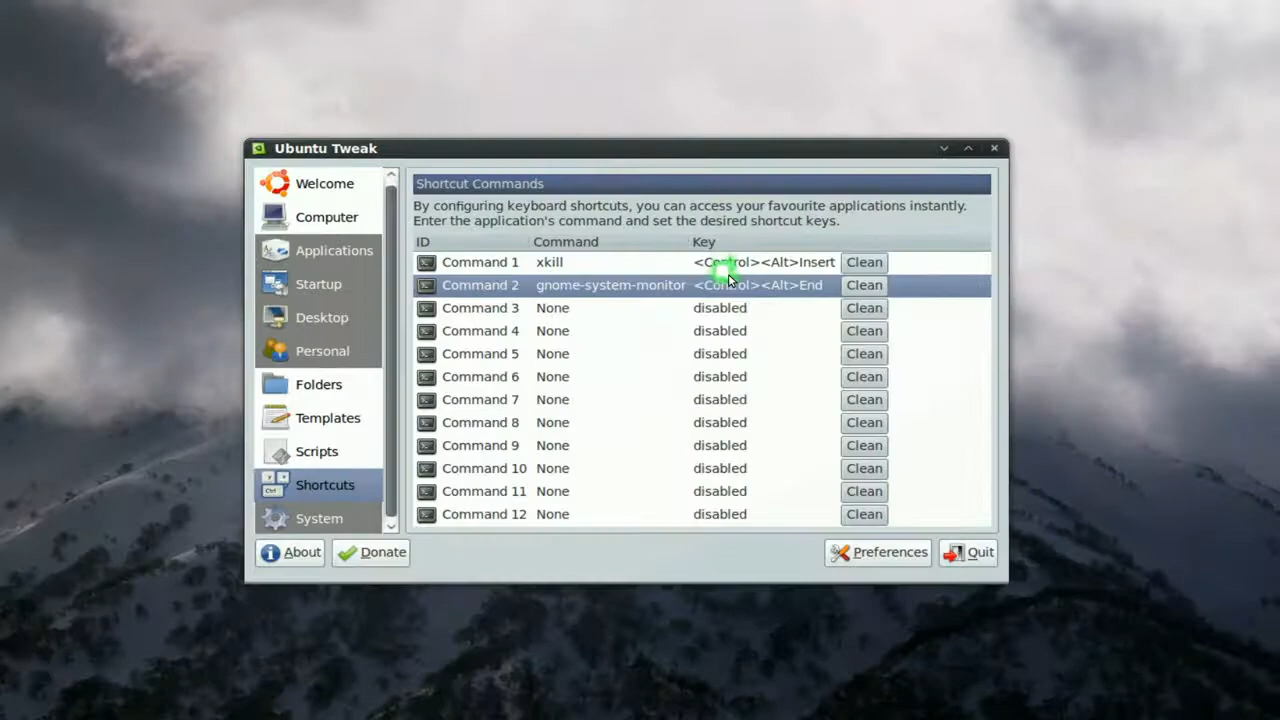 Ubuntu Tweak
Welcome
Computer
Applications
Startup
Desktop
Personal
Folders
Templates
Scripts
Shortcuts
System
Shortcut Commands
By configuring keyboard shortcuts, you can access your favourite applications instantly.
Enter the application's command and set the desired shortcut keys.
ID Command Key
Command 1 xkill <Control><Alt>Insert Clean
Command 2 gnome-system-monitor <Control><Alt>End Clean
Command 3 None disabled Clean
Command 4 None disabled Clean
Command 5 None disabled Clean
Command 6 None disabled Clean
Command 7 None disabled Clean
Command 8 None disabled Clean
Command 9 None disabled Clean
Command 10 None disabled Clean
Command 11 None disabled Clean
Command 12 None disabled Clean
About Donate Preferences Quit